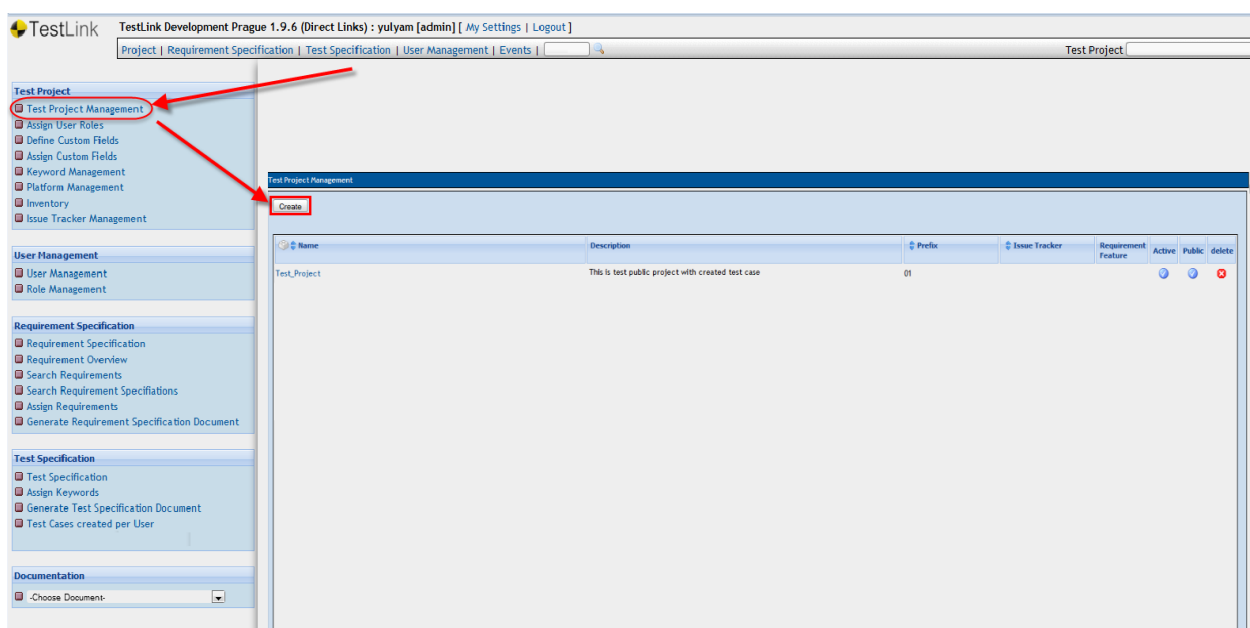 TestLink
TestLink Development Prague 1.9.6 (Direct Links) : yulyam [admin] [ My Settings | Logout ]
Project | Requirement Specification | Test Specification | User Management | Events |
Test Project
Test Project
Test Project Management
Assign User Roles
Define Custom Fields
Assign Custom Fields
Keyword Management
Platform Management
Inventory
Issue Tracker Management
User Management
User Management
Role Management
Requirement Specification
Requirement Specification
Requirement Overview
Search Requirements
Search Requirement Specifiations
Assign Requirements
Generate Requirement Specification Document
Test Specification
Test Specification
Assign Keywords
Generate Test Specification Document
Test Cases created per User
Documentation
-Choose Document-
Test Project Management
Create
Name Description Prefix Issue Tracker Requirement Feature Active Public delete
Test_Project This is test public project with created test case 01